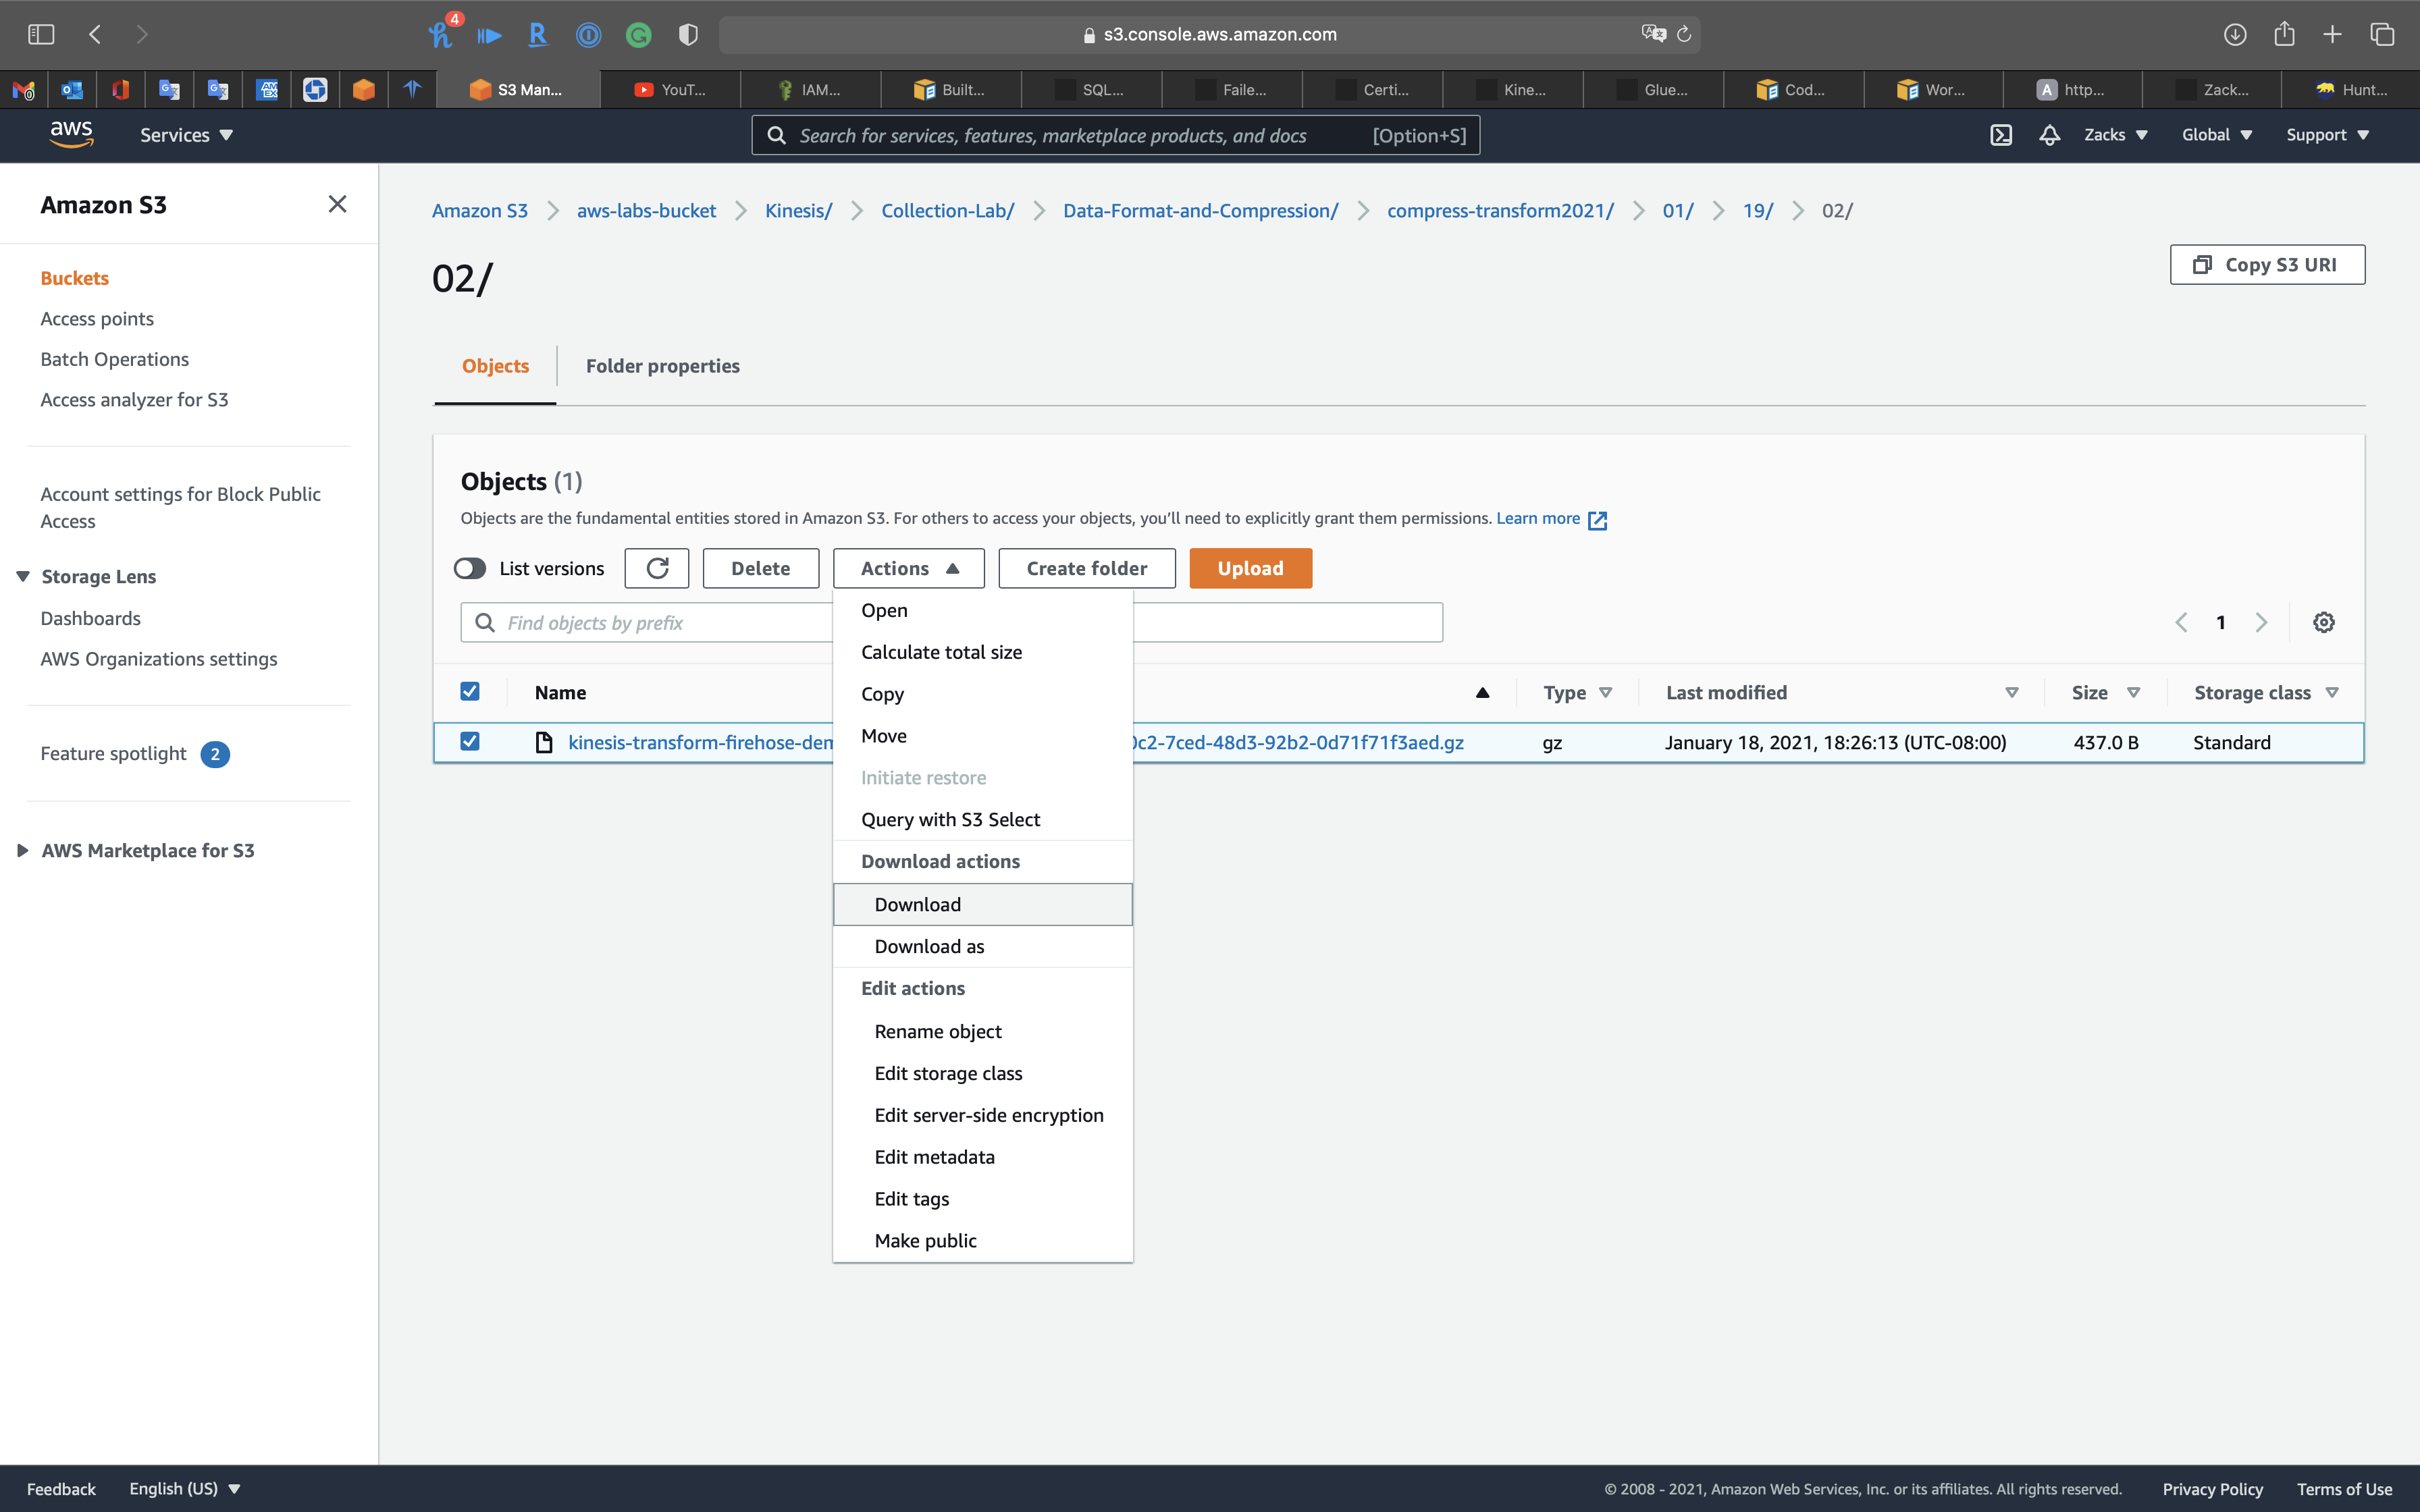 4
s3.console.aws.amazon.com
S3 Man...
YouT...
IAM...
Built...
SQL...
Faile...
Certi...
Kine...
Glue...
Cod...
Wor...
http...
Zack...
Hunt...
aws
Services
Search for services, features, marketplace products, and docs [Option+S]
Zacks
Global
Support
Amazon S3
Buckets
Access points
Batch Operations
Access analyzer for S3
Account settings for Block Public
Access
Storage Lens
Dashboards
AWS Organizations settings
Feature spotlight 2
AWS Marketplace for S3
Amazon S3 aws-labs-bucket Kinesis/ Collection-Lab/ Data-Format-and-Compression/ compress-transform2021/ 01/ 19/ 02/
02/
Copy S3 URI
Objects
Folder properties
Objects (1)
Objects are the fundamental entities stored in Amazon S3. For others to access your objects, you’ll need to explicitly grant them permissions. Learn more
List versions
Delete
Actions
Create folder
Upload
Find objects by prefix
1
Name
Type
Last modified
Size
Storage class
kinesis-transform-firehose-dem
c2-7ced-48d3-92b2-0d71f71f3aed.gz
gz
January 18, 2021, 18:26:13 (UTC-08:00)
437.0 B
Standard
Open
Calculate total size
Copy
Move
Initiate restore
Query with S3 Select
Download actions
Download
Download as
Edit actions
Rename object
Edit storage class
Edit server-side encryption
Edit metadata
Edit tags
Make public
Feedback
English (US)
© 2008 - 2021, Amazon Web Services, Inc. or its affiliates. All rights reserved.
Privacy Policy
Terms of Use